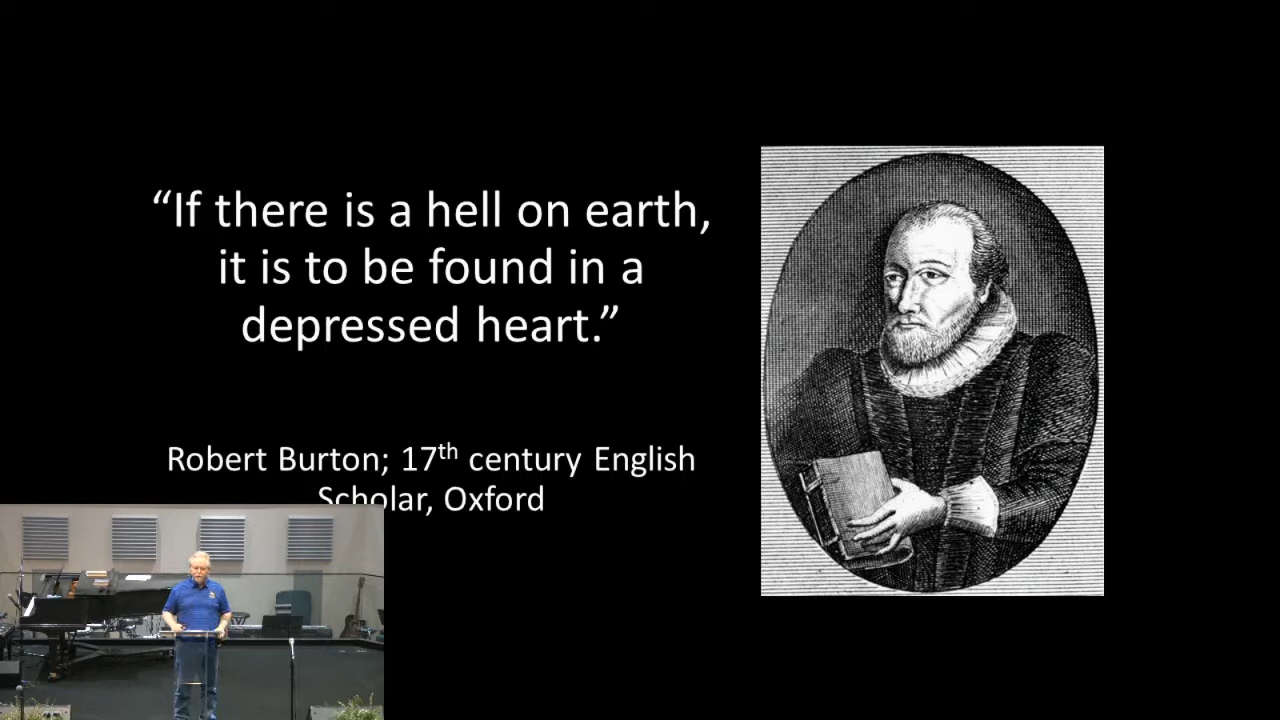 “If there is a hell on earth,
it is to be found in a
depressed heart.”
Robert Burton; 17th century English
Scholar, Oxford